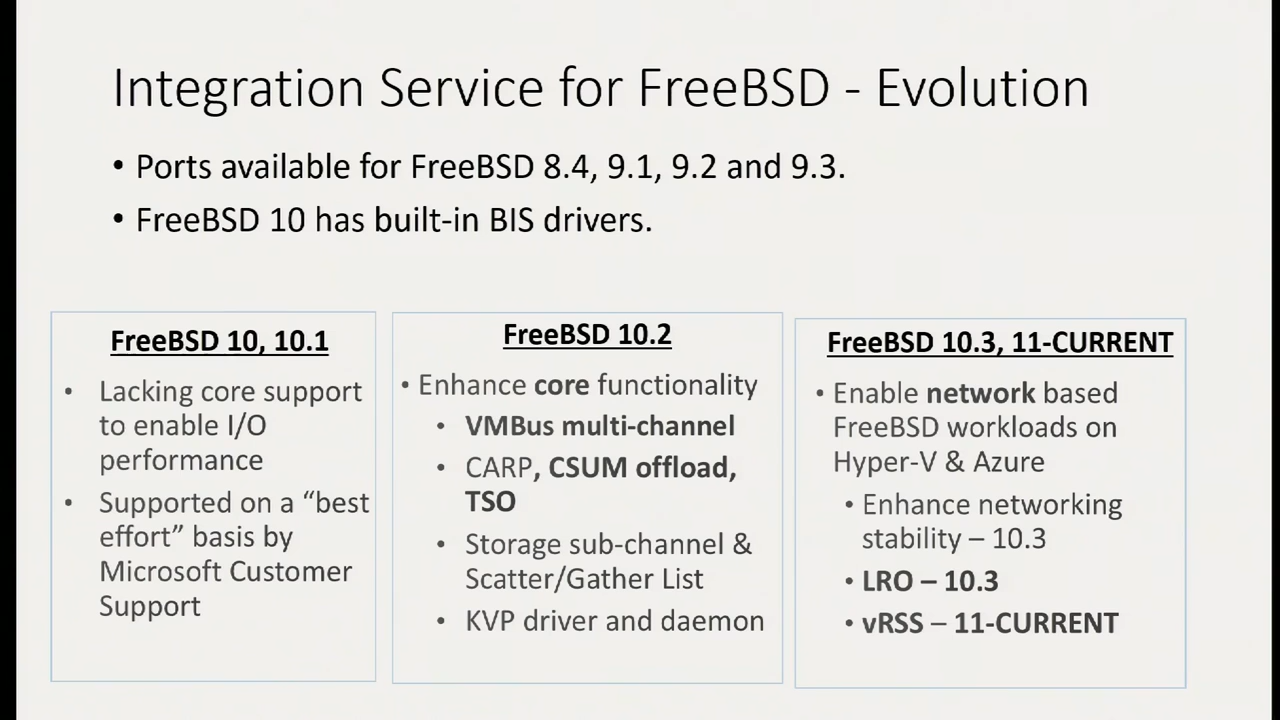 Integration Service for FreeBSD - Evolution
• Ports available for FreeBSD 8.4, 9.1, 9.2 and 9.3.
• FreeBSD 10 has built-in BIS drivers.
FreeBSD 10, 10.1
• Lacking core support
to enable I/O
performance
• Supported on a “best
effort” basis by
Microsoft Customer
Support
FreeBSD 10.2
• Enhance core functionality
• VMBus multi-channel
• CARP, CSUM offload,
TSO
• Storage sub-channel &
Scatter/Gather List
• KVP driver and daemon
FreeBSD 10.3, 11-CURRENT
• Enable network based
FreeBSD workloads on
Hyper-V & Azure
• Enhance networking
stability – 10.3
• LRO – 10.3
• vRSS – 11-CURRENT